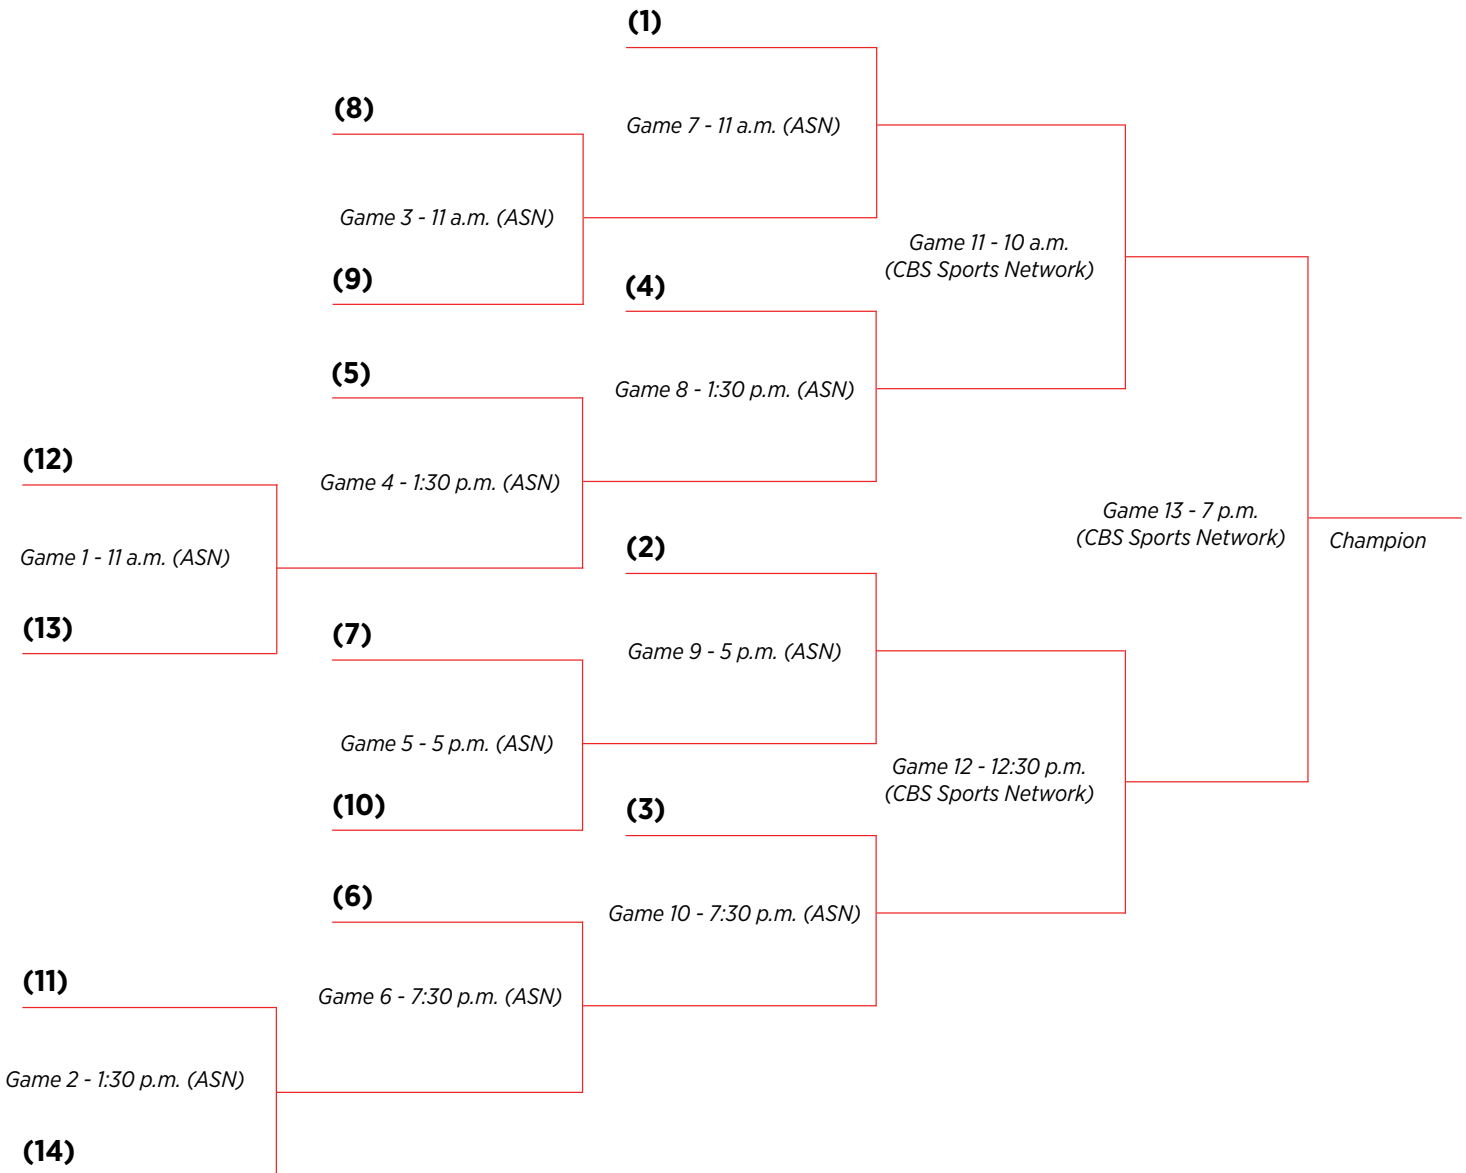 (1)
(8)
Game 7 - 11 a.m. (ASN)
Game 3 - 11 a.m. (ASN)
Game 11 - 10 a.m.
(CBS Sports Network)
(9)
(4)
(5)
Game 8 - 1:30 p.m. (ASN)
(12)
Game 4 - 1:30 p.m. (ASN)
Game 13 - 7 p.m.
(CBS Sports Network)
Champion
Game 1 - 11 a.m. (ASN)
(2)
(13)
(7)
Game 9 - 5 p.m. (ASN)
Game 5 - 5 p.m. (ASN)
Game 12 - 12:30 p.m.
(CBS Sports Network)
(10)
(3)
(6)
Game 10 - 7:30 p.m. (ASN)
(11)
Game 6 - 7:30 p.m. (ASN)
Game 2 - 1:30 p.m. (ASN)
(14)